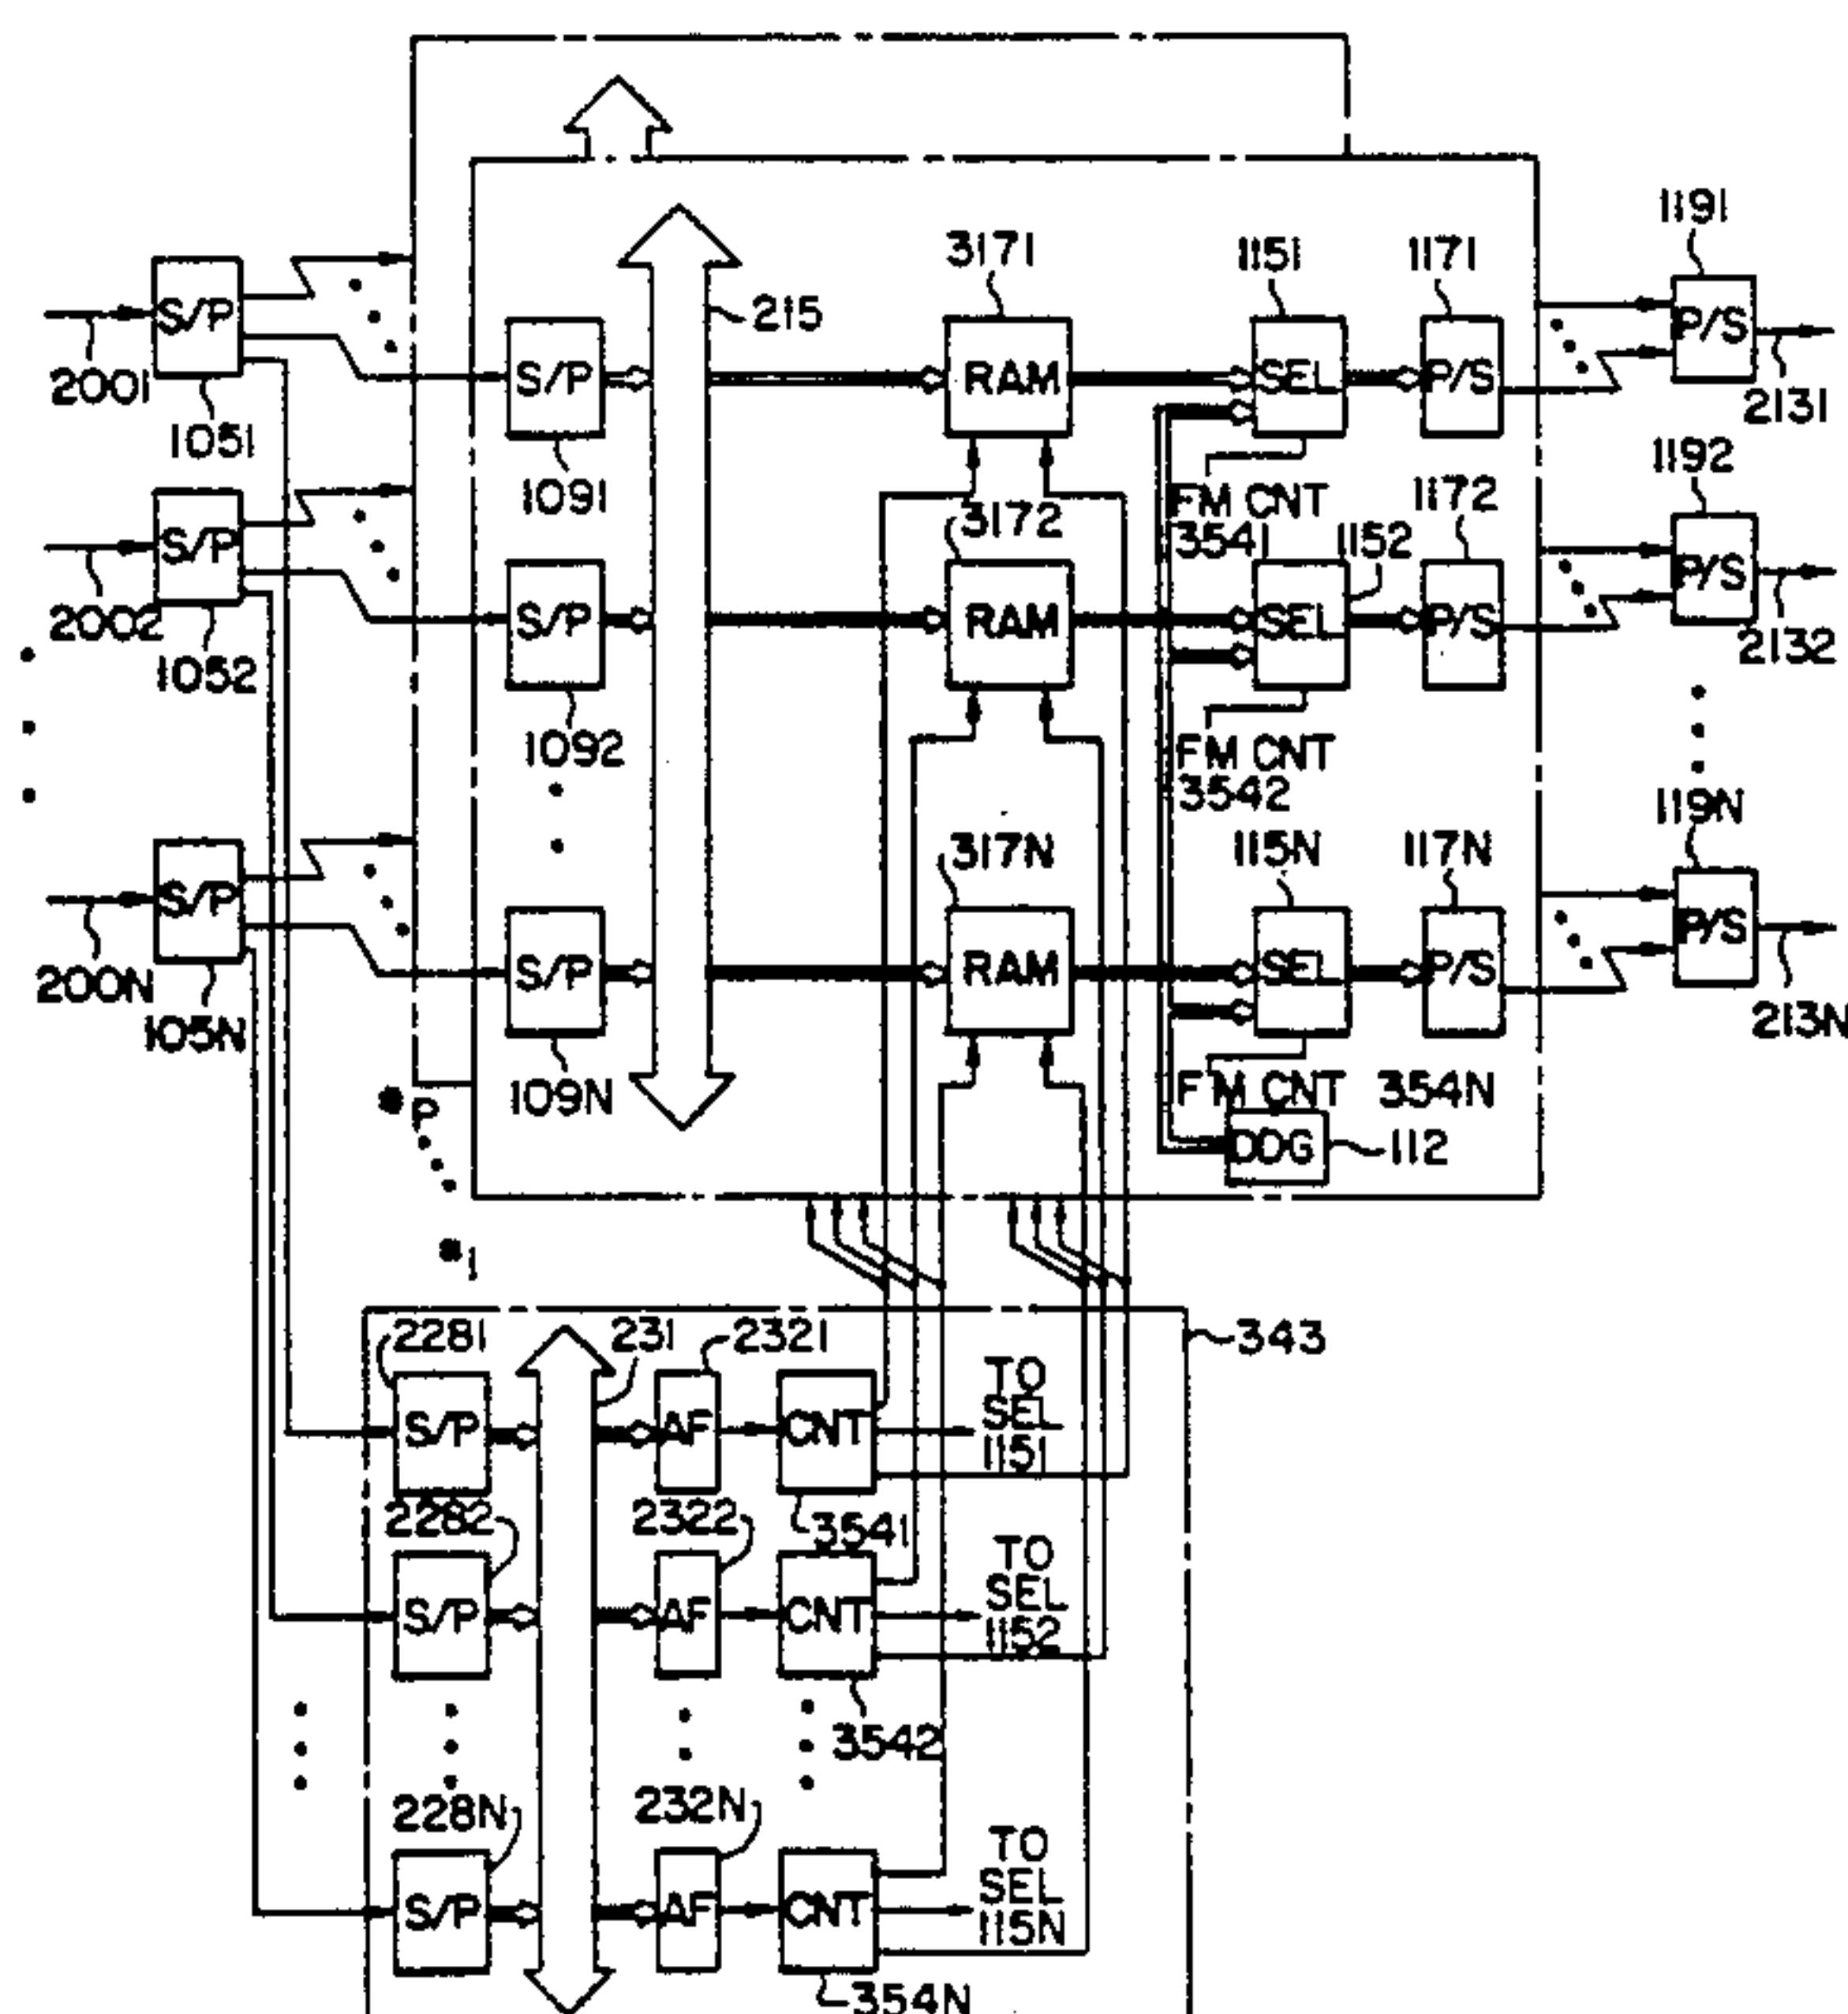 1191
3171
1151
1171
S/P
215
P/S
2001
S/P
RAM
SEL
P/S
2131
1051
1091
FM CNT
3541
1192
3172
1152
1172
S/P
P/S
2002
S/P
RAM
SEL
P/S
2132
1052
1092
FM CNT
3542
119N
317N
115N
117N
S/P
P/S
200N
S/P
RAM
SEL
P/S
213N
105N
109N
FM CNT 354N
#P
DDG
112
#1
2281
231
2321
343
S/P
AF
CNT
TO
SEL
1151
2282
2322
3541
S/P
AF
CNT
TO
SEL
1152
3542
228N
232N
S/P
AF
CNT
TO
SEL
115N
354N